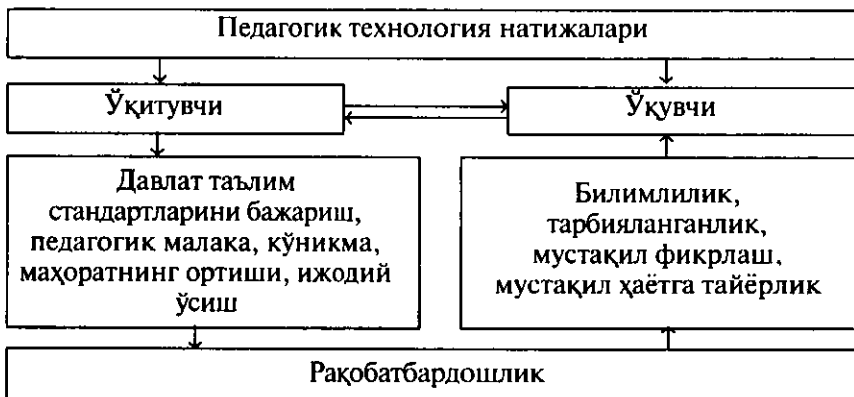 Педагогик технология натижалари
Ўқитувчи
Ўқувчи
Давлат таълим
стандартларини бажариш,
педагогик малака, кўникма,
маҳоратнинг ортиши, ижодий
ўсиш
Билимлилик,
тарбияланганлик,
мустақил фикрлаш,
мустақил ҳаётга тайёрлик
Рақобатбардошлик